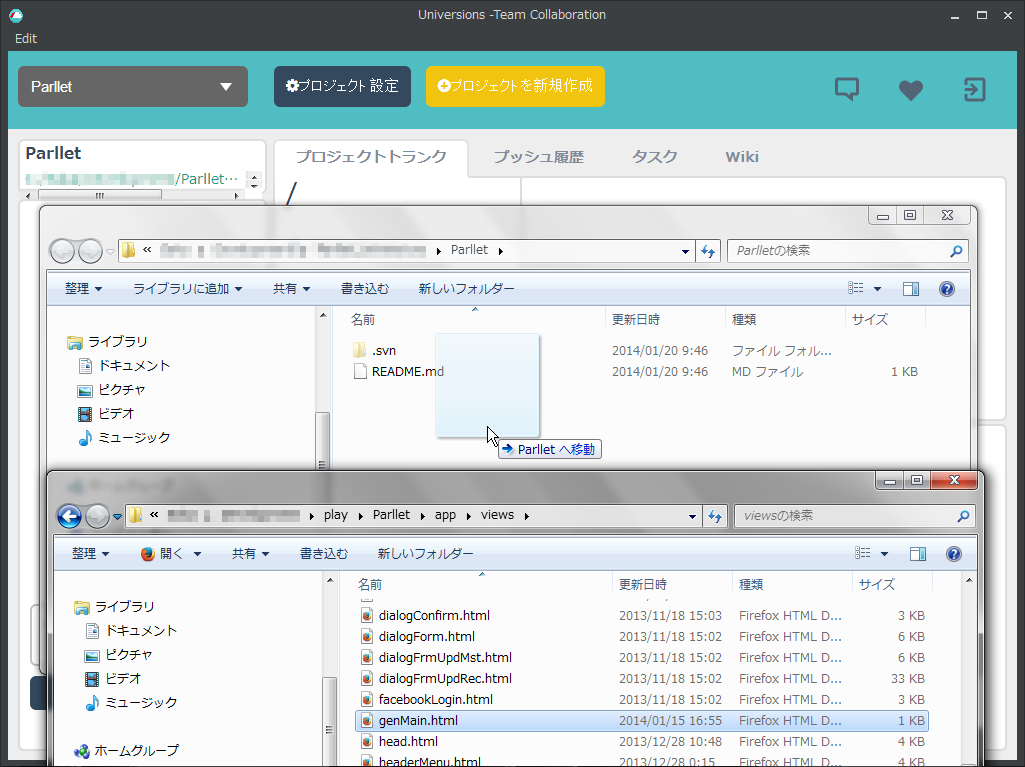 Universions -Team Collaboration
Edit
Parllet
プロジェクト 設定
プロジェクトを新規作成
Parllet
/Parllet…
プロジェクトトランク
プッシュ履歴
タスク
Wiki
/
« Parllet
Parlletの検索
整理 ライブラリに追加 共有 書き込む 新しいフォルダー
名前 更新日時 種類 サイズ
ライブラリ
ドキュメント
ピクチャ
ビデオ
ミュージック
.svn 2014/01/20 9:46 ファイル フォル...
README.md 2014/01/20 9:46 MD ファイル 1 KB
Parllet へ移動
ホームグループ
« play Parllet app views
viewsの検索
整理 開く 共有 書き込む 新しいフォルダー
名前 更新日時 種類 サイズ
ライブラリ
ドキュメント
ピクチャ
ビデオ
ミュージック
ホームグループ
dialogConfirm.html 2013/11/18 15:03 Firefox HTML D... 3 KB
dialogForm.html 2013/11/18 15:02 Firefox HTML D... 6 KB
dialogFrmUpdMst.html 2013/11/18 15:02 Firefox HTML D... 6 KB
dialogFrmUpdRec.html 2013/11/18 15:02 Firefox HTML D... 33 KB
facebookLogin.html 2013/11/18 15:02 Firefox HTML D... 3 KB
genMain.html 2014/01/15 16:55 Firefox HTML D... 1 KB
head.html 2013/12/28 10:48 Firefox HTML D... 4 KB
headerMenu.html 2013/12/28 0:15 Firefox HTML D... 4 KB